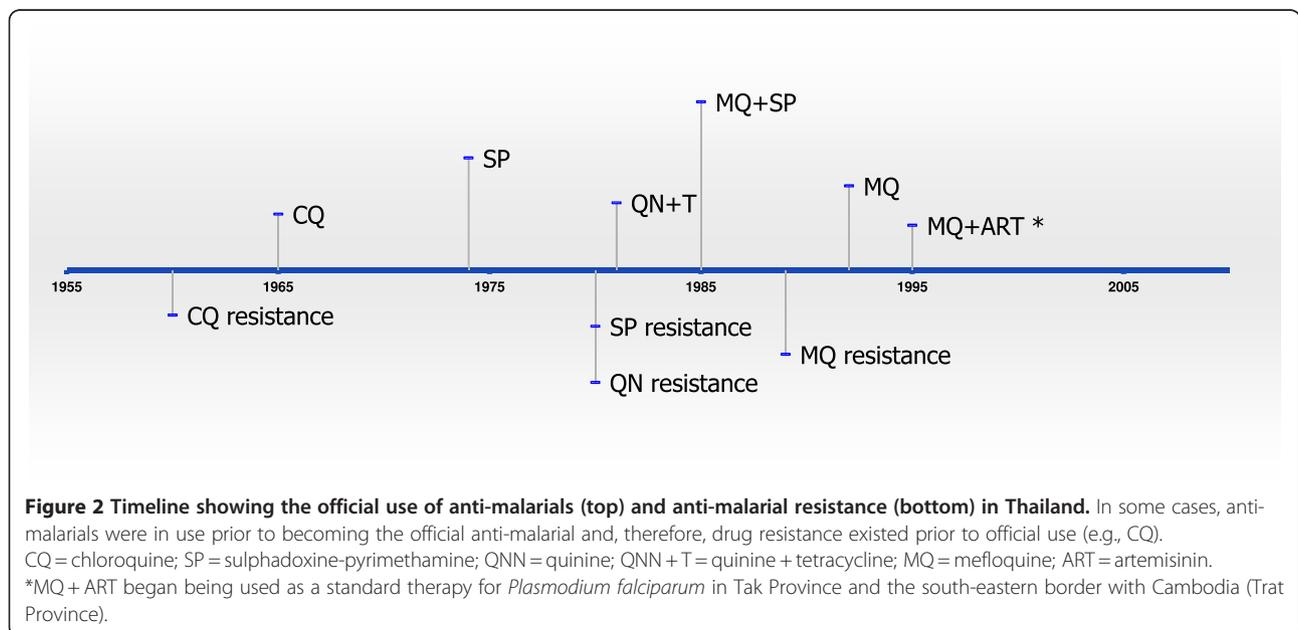 MQ+SP
SP
MQ
QN+T
CQ
MQ+ART *
1955 1965 1975 1985 1995 2005
CQ resistance
SP resistance
MQ resistance
QN resistance
Figure 2 Timeline showing the official use of anti-malarials (top) and anti-malarial resistance (bottom) in Thailand. In some cases, anti-
malarials were in use prior to becoming the official anti-malarial and, therefore, drug resistance existed prior to official use (e.g., CQ).
CQ = chloroquine; SP = sulphadoxine-pyrimethamine; QNN = quinine; QNN + T = quinine + tetracycline; MQ = mefloquine; ART = artemisinin.
*MQ + ART began being used as a standard therapy for Plasmodium falciparum in Tak Province and the south-eastern border with Cambodia (Trat
Province).